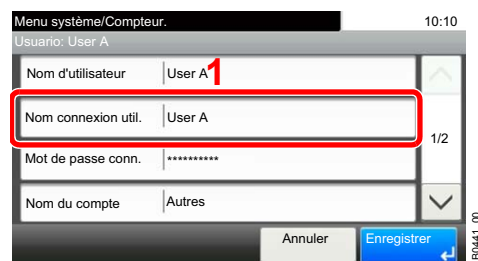 Menu système/Compteur. 10:10
Usuario: User A
Nom d'utilisateur User A 1
Nom connexion util. User A
1/2
Mot de passe conn. **********
Nom du compte Autres
Annuler Enregistrer
B0441_00